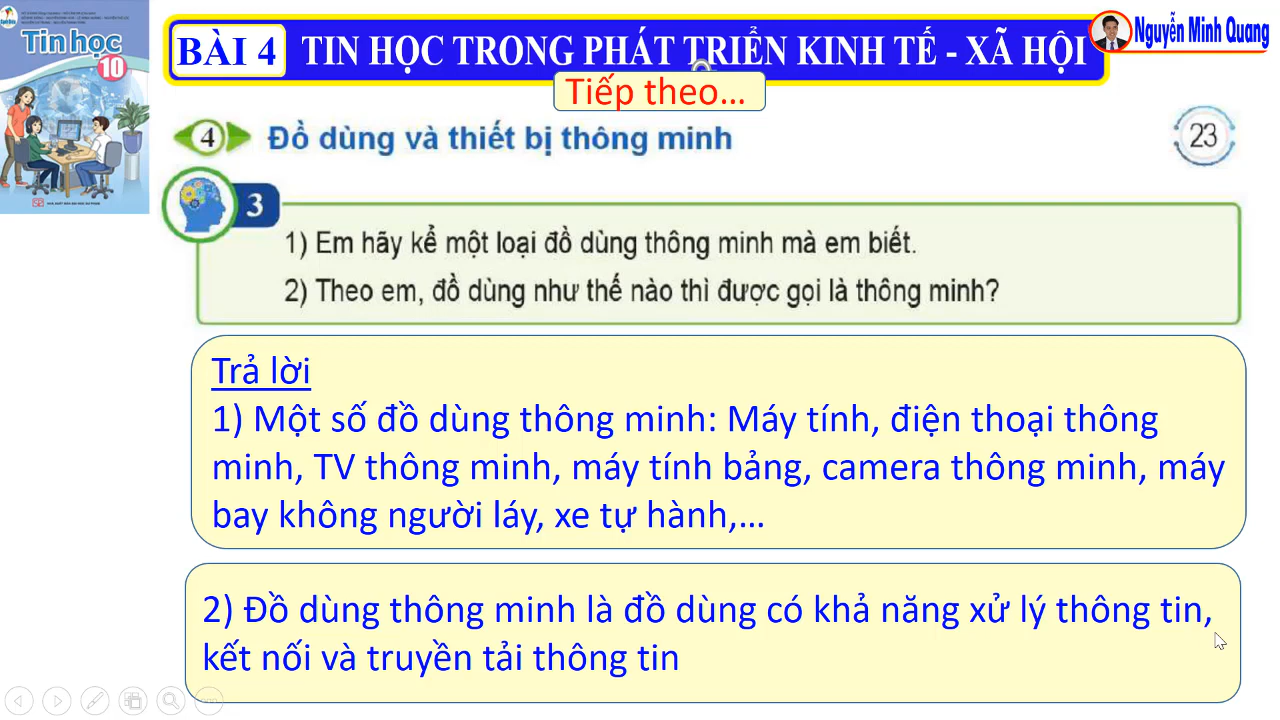 Tin học
10
BÀI 4 TIN HỌC TRONG PHÁT TRIỂN KINH TẾ - XÃ HỘI
Nguyễn Minh Quang
Tiếp theo...
4 Đồ dùng và thiết bị thông minh
23
3
1) Em hãy kể một loại đồ dùng thông minh mà em biết.
2) Theo em, đồ dùng như thế nào thì được gọi là thông minh?
Trả lời
1) Một số đồ dùng thông minh: Máy tính, điện thoại thông
minh, TV thông minh, máy tính bảng, camera thông minh, máy
bay không người láy, xe tự hành,...
2) Đồ dùng thông minh là đồ dùng có khả năng xử lý thông tin,
kết nối và truyền tải thông tin